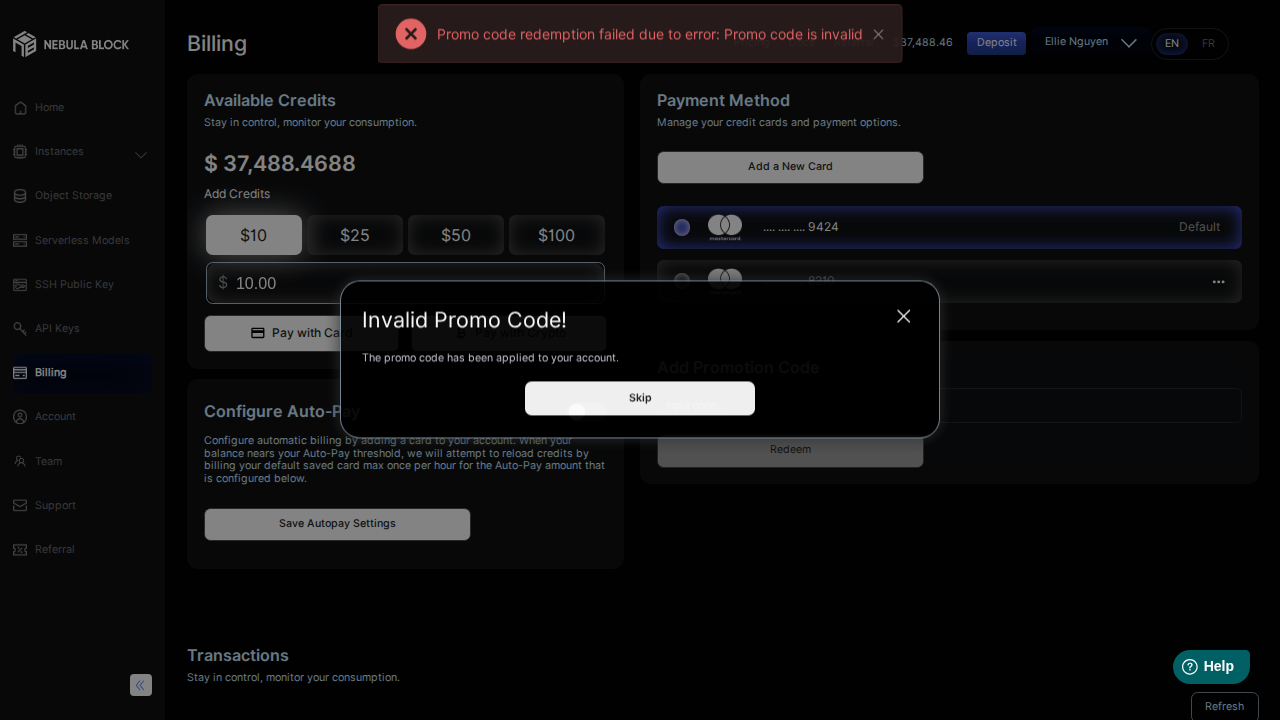 Promo code redemption failed due to error: Promo code is invalid
NEBULA BLOCK
Billing
37,488.46
Deposit
Ellie Nguyen
EN
FR
Home
Instances
Object Storage
Serverless Models
SSH Public Key
API Keys
Billing
Account
Team
Support
Referral
Available Credits
Stay in control, monitor your consumption.
$ 37,488.4688
Add Credits
$10
$25
$50
$100
$ 10.00
Pay with Card
Payment Method
Manage your credit cards and payment options.
Add a New Card
mastercard
.... .... .... 9424
Default
9210
Invalid Promo Code!
The promo code has been applied to your account.
Skip
Add Promotion Code
Redeem
Configure Auto-Pay
Configure automatic billing by adding a card to your account. When your
balance nears your Auto-Pay threshold, we will attempt to reload credits by
billing your default saved card max once per hour for the Auto-Pay amount that
is configured below.
Save Autopay Settings
Transactions
Stay in control, monitor your consumption.
Help
Refresh